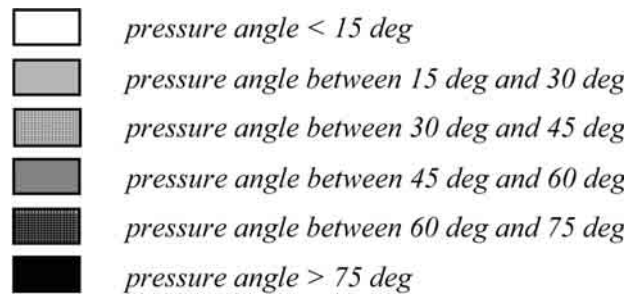 pressure angle < 15 deg
pressure angle between 15 deg and 30 deg
pressure angle between 30 deg and 45 deg
pressure angle between 45 deg and 60 deg
pressure angle between 60 deg and 75 deg
pressure angle > 75 deg